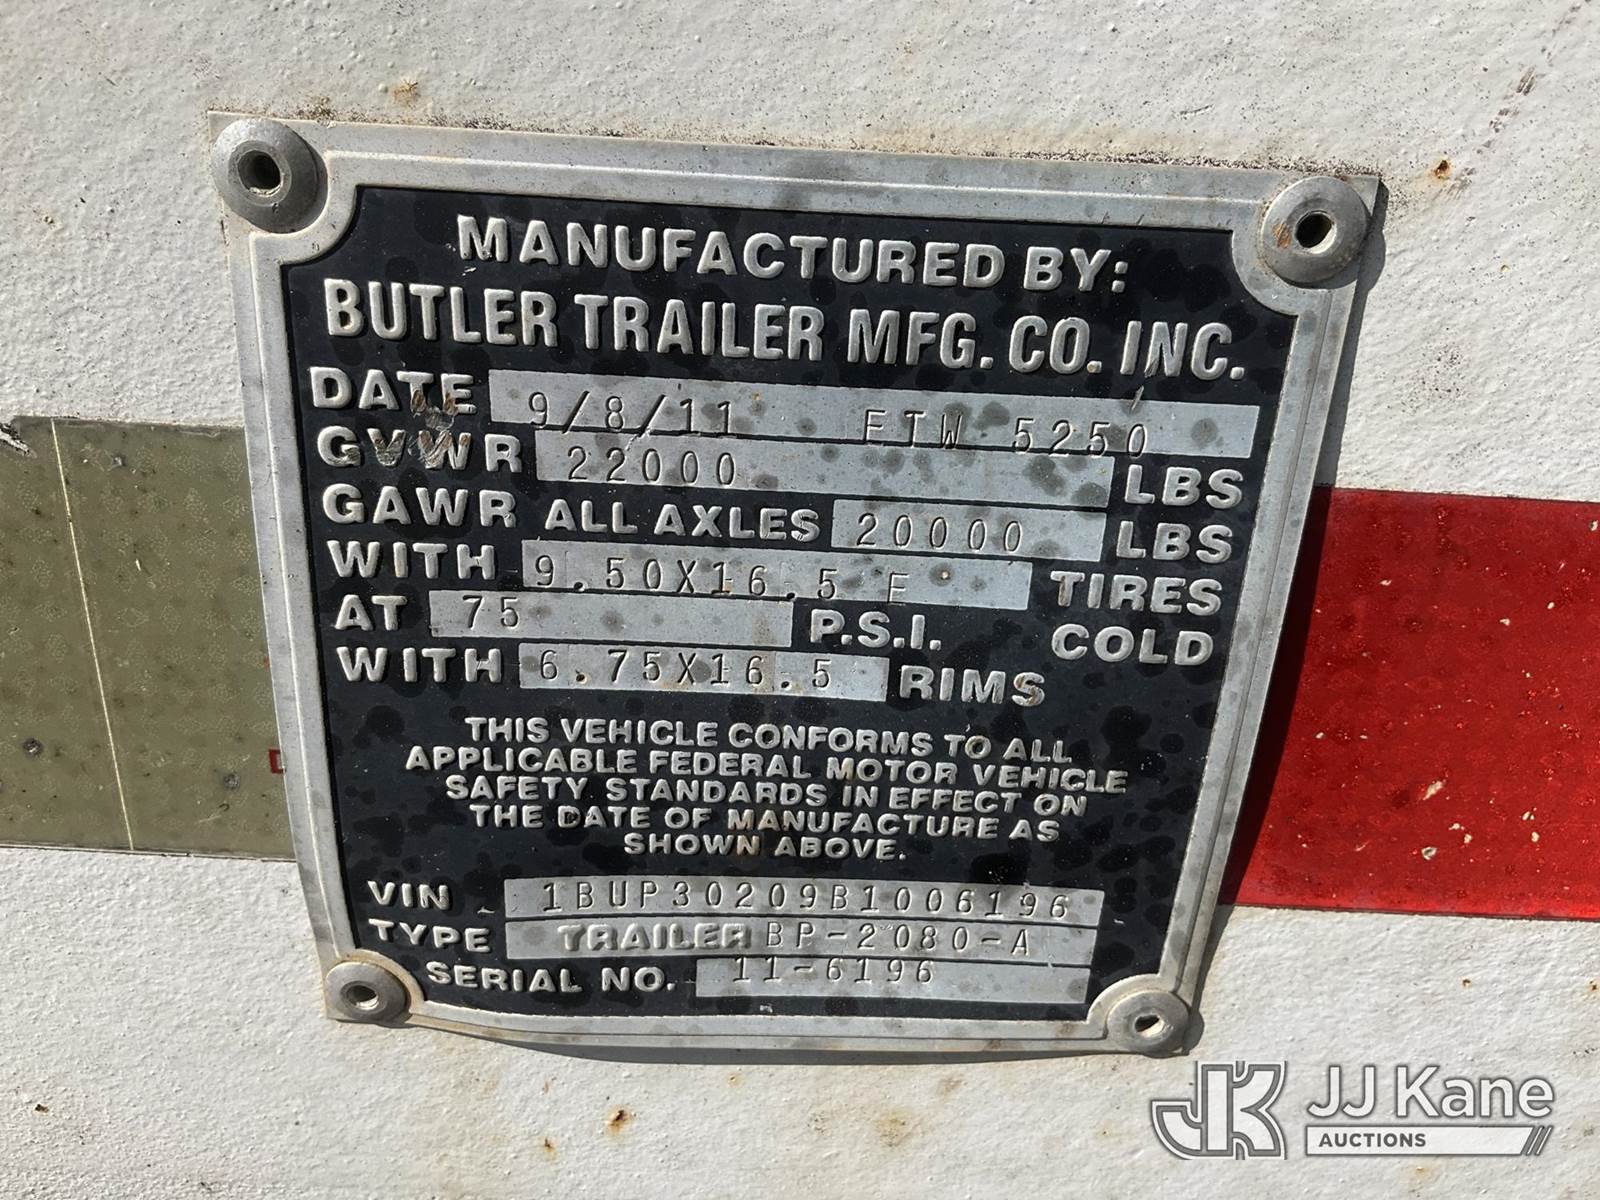 MANUFACTURED BY:
BUTLER TRAILER MFG. CO. INC.
DATE 9/8/11 ETW 5250
GVWR 22000 LBS
GAWR ALL AXLES 20000 LBS
WITH 9.50X16.5 E TIRES
AT 75 P.S.I. COLD
WITH 6.75X16.5 RIMS
THIS VEHICLE CONFORMS TO ALL
APPLICABLE FEDERAL MOTOR VEHICLE
SAFETY STANDARDS IN EFFECT ON
THE DATE OF MANUFACTURE AS
SHOWN ABOVE.
VIN 1BUP30209B1006196
TYPE TRAILER BP-2080-A
SERIAL NO. 11-6196
JK JJ Kane
AUCTIONS